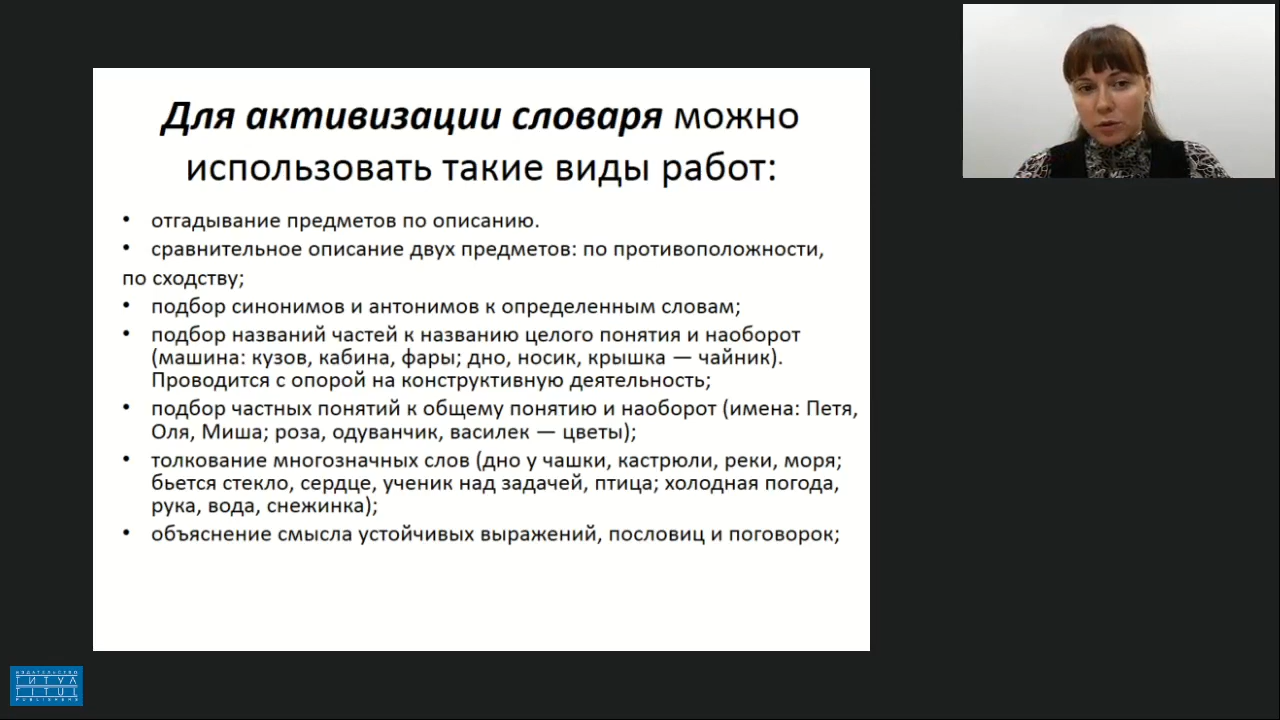 Для активизации словаря можно
использовать такие виды работ:
• отгадывание предметов по описанию.
• сравнительное описание двух предметов: по противоположности,
по сходству;
• подбор синонимов и антонимов к определенным словам;
• подбор названий частей к названию целого понятия и наоборот
(машина: кузов, кабина, фары; дно, носик, крышка — чайник).
Проводится с опорой на конструктивную деятельность;
• подбор частных понятий к общему понятию и наоборот (имена: Петя,
Оля, Миша; роза, одуванчик, василек — цветы);
• толкование многозначных слов (дно у чашки, кастрюли, реки, моря;
бьется стекло, сердце, ученик над задачей, птица; холодная погода,
рука, вода, снежинка);
• объяснение смысла устойчивых выражений, пословиц и поговорок;
ИЗДАТЕЛЬСТВО
ТИТУЛ
TITUL
PUBLISHERS